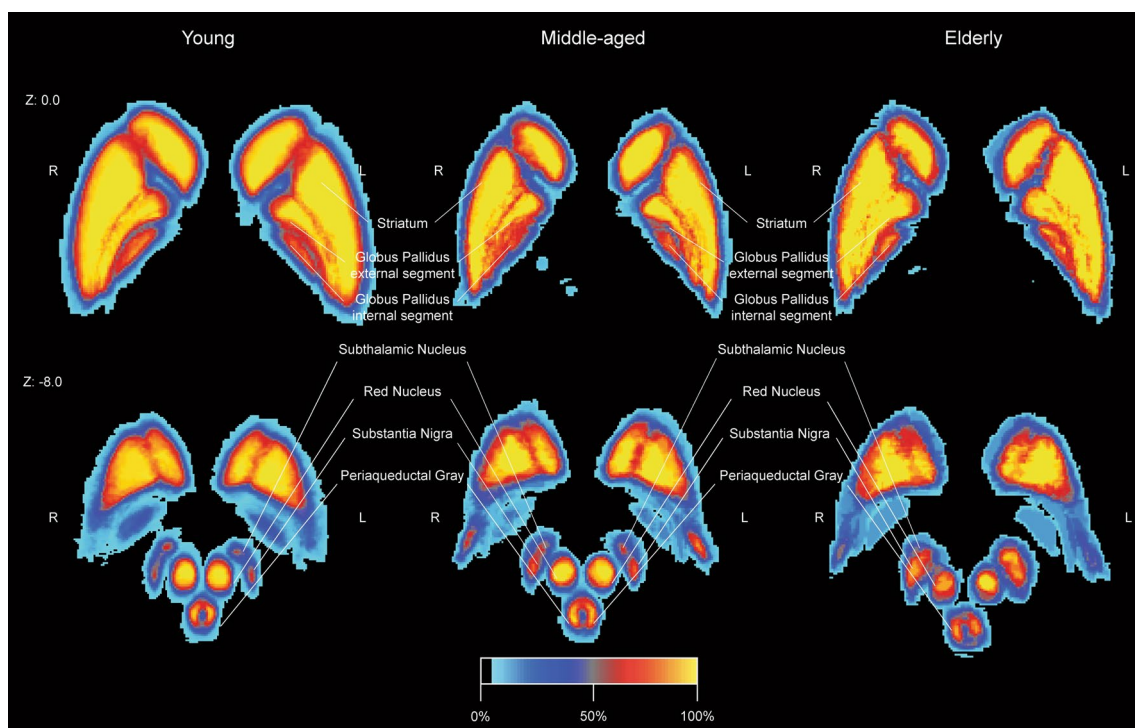 Young
Middle-aged
Elderly
Z: 0.0
R
L
R
L
R
L
Striatum
Striatum
Globus Pallidus
external segment
Globus Pallidus
external segment
Globus Pallidus
internal segment
Globus Pallidus
internal segment
Subthalamic Nucleus
Subthalamic Nucleus
Z: -8.0
Red Nucleus
Red Nucleus
Substantia Nigra
Substantia Nigra
Periaqueductal Gray
Periaqueductal Gray
R
L
R
L
R
L
0%
50%
100%